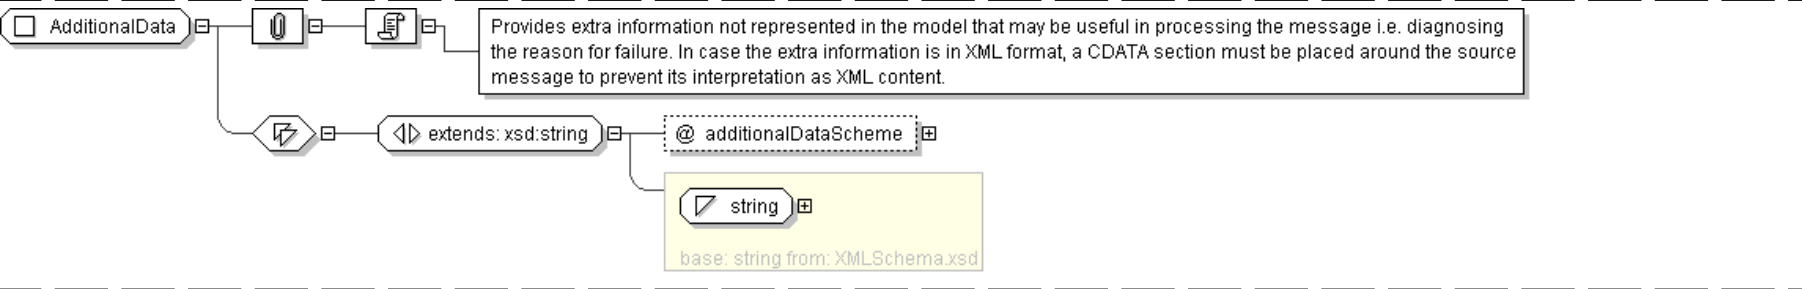 AdditionalData
Provides extra information not represented in the model that may be useful in processing the message i.e. diagnosing
the reason for failure. In case the extra information is in XML format, a CDATA section must be placed around the source
message to prevent its interpretation as XML content.
extends: xsd:string
@ additionalDataScheme
string
base: string from: XMLSchema.xsd